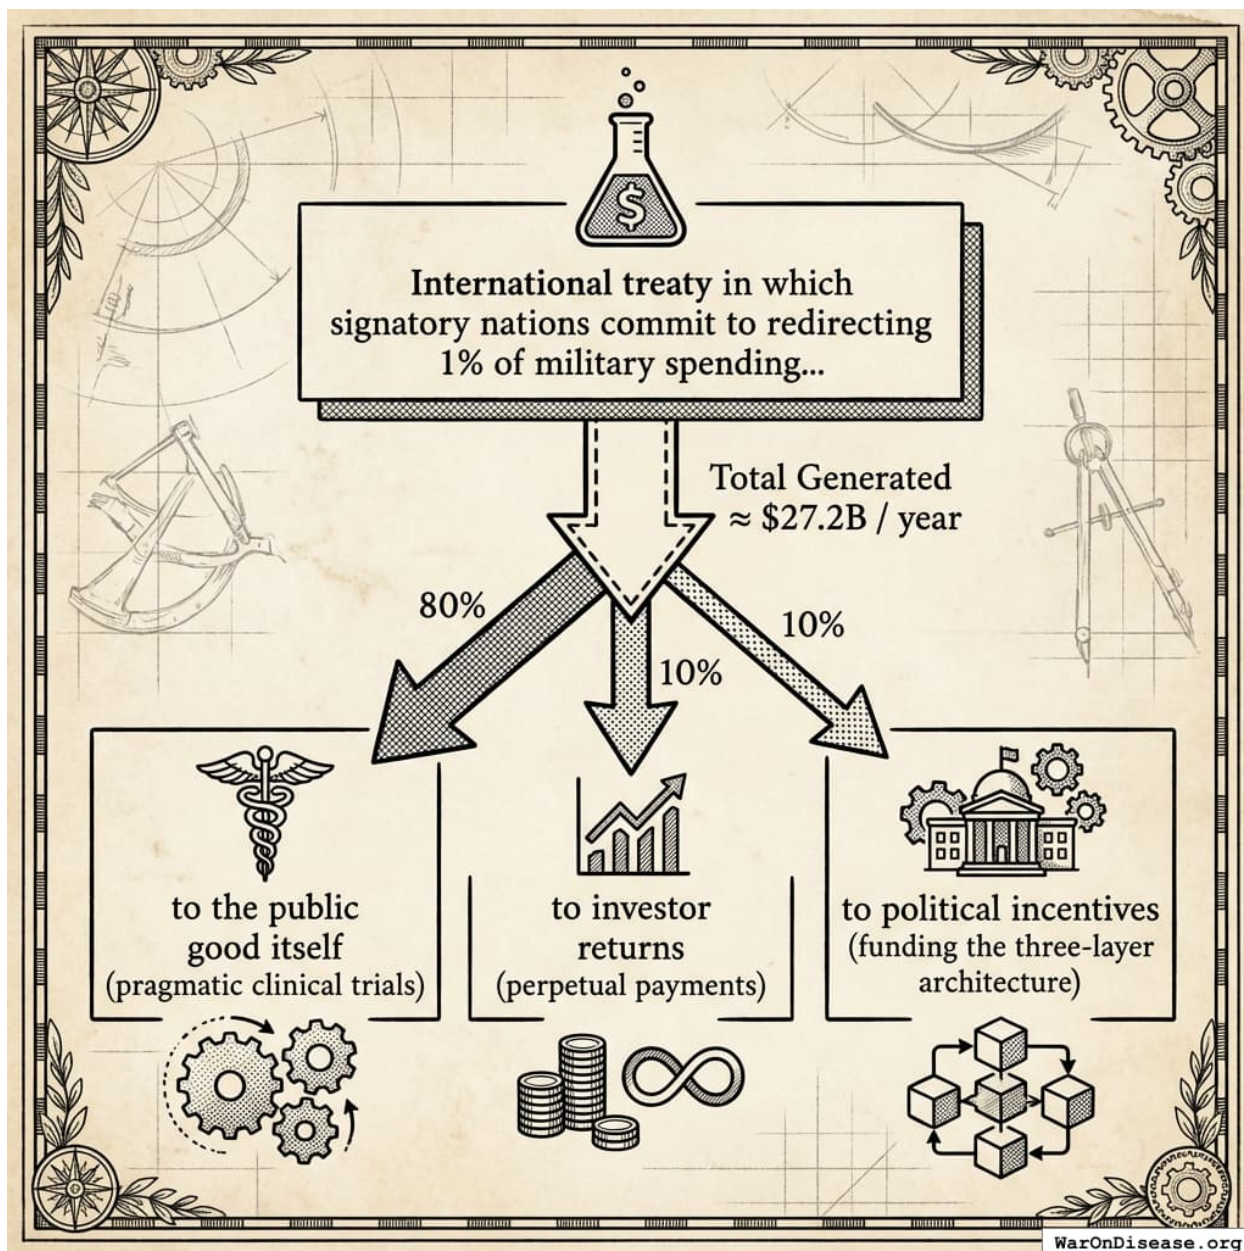 $
International treaty in which
signatory nations commit to redirecting
1% of military spending...
Total Generated
≈ $27.2B / year
80%
10%
10%
to the public
good itself
(pragmatic clinical trials)
to investor
returns
(perpetual payments)
to political incentives
(funding the three-layer
architecture)
WarOnDisease.org